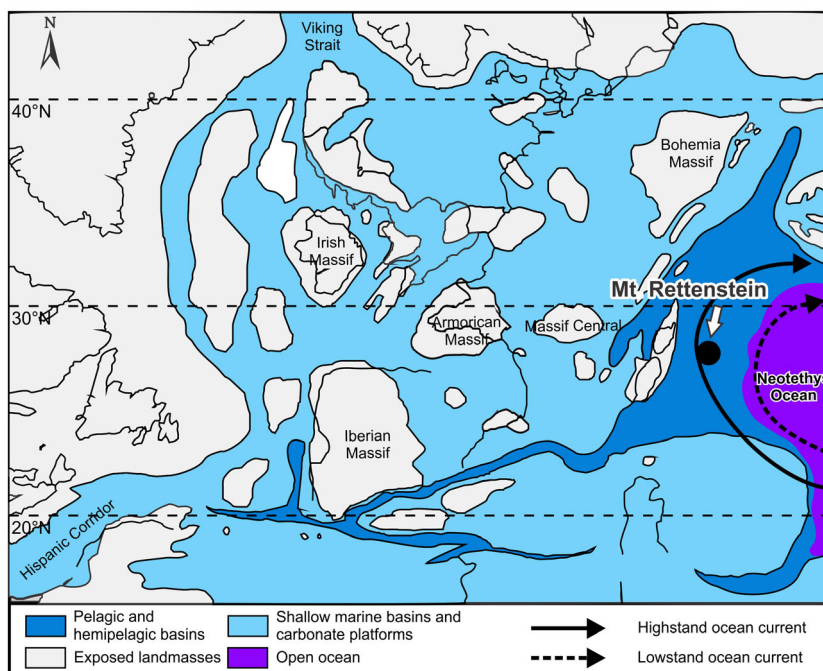 N
Viking
Strait
40°N
Bohemia
Massif
Irish
Massif
Mt. Rettenstein
30°N
Armorican
Massif
Massif Central
Neotethys
Ocean
Iberian
Massif
20°N
Hispanic Corridor
Pelagic and
hemipelagic basins
Shallow marine basins and
carbonate platforms
Highstand ocean current
Exposed landmasses
Open ocean
Lowstand ocean current